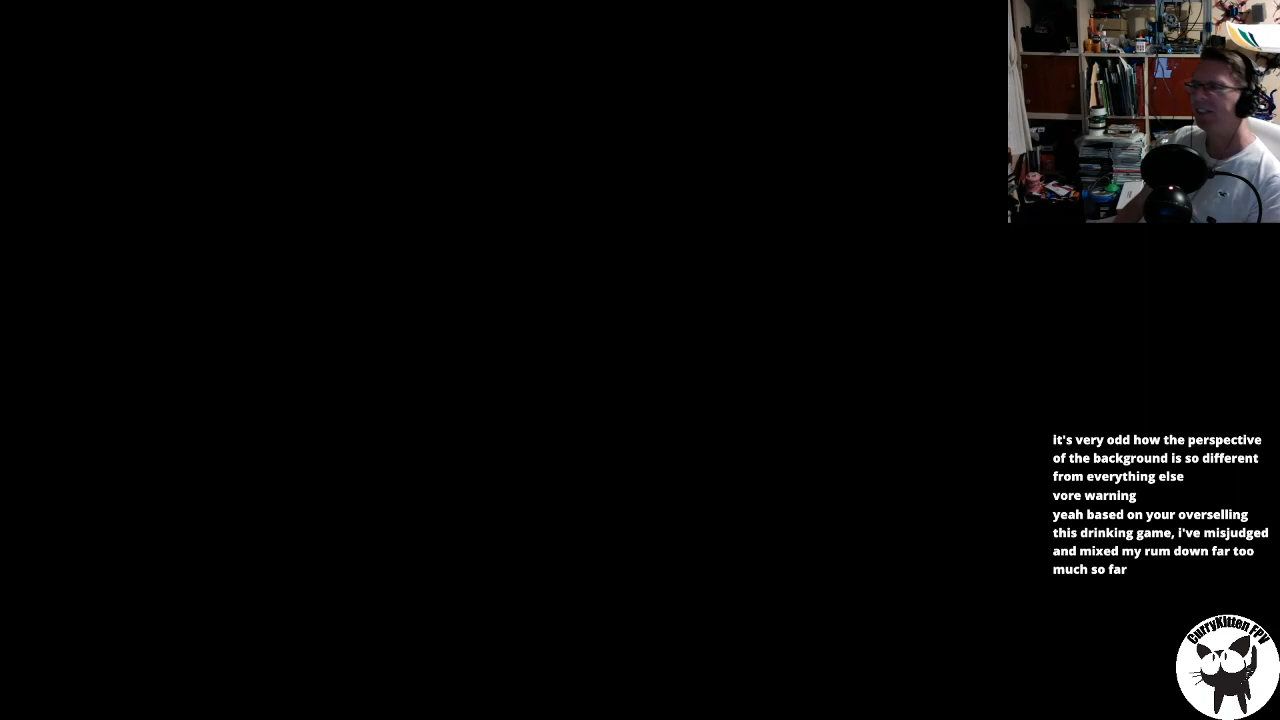 it's very odd how the perspective
of the background is so different
from everything else
vore warning
yeah based on your overselling
this drinking game, i've misjudged
and mixed my rum down far too
much so far
CurryKitten FPV